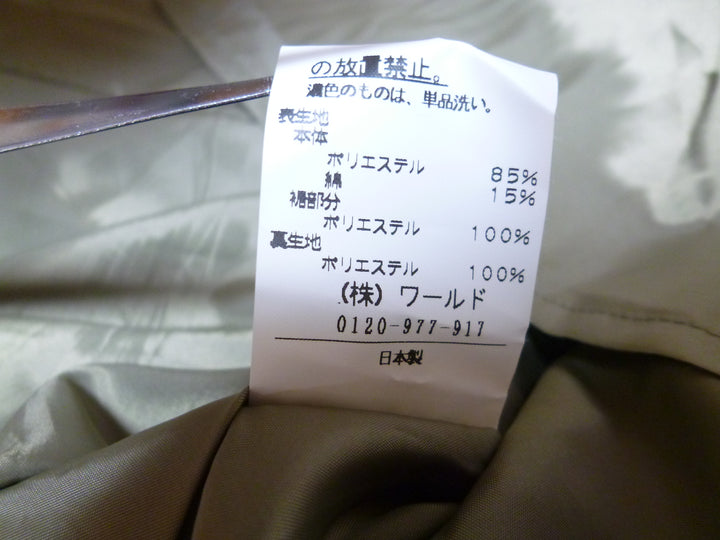 の放置禁止。
濃色のものは、単品洗い。
表生地
本体
ポリエステル 85%
綿 15%
裾部分
ポリエステル 100%
裏生地
ポリエステル 100%
(株) ワールド
0120-977-917
日本製